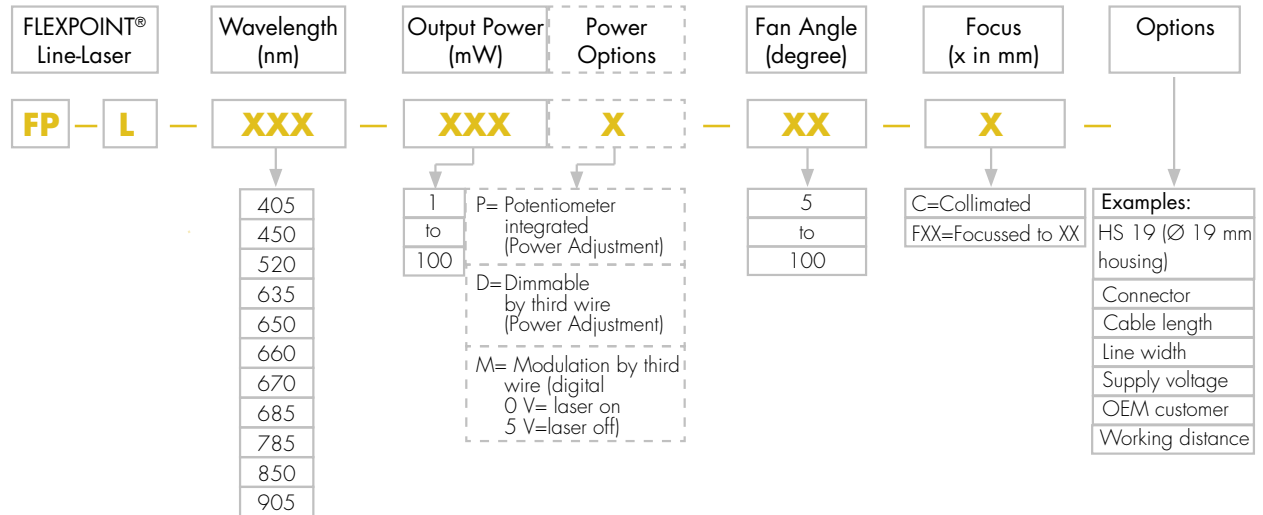 FLEXPOINT®
Line-Laser
Wavelength
(nm)
Output Power
(mW)
Power
Options
Fan Angle
(degree)
Focus
(x in mm)
Options
FP — L — XXX — XXX X — XX — X —
405
450
520
635
650
660
670
685
785
850
905
1
to
100
P= Potentiometer
integrated
(Power Adjustment)
D=Dimmable
by third wire
(Power Adjustment)
M= Modulation by third
wire (digital
0 V= laser on
5 V=laser off)
5
to
100
C=Collimated
FXX=Focussed to XX
Examples:
HS 19 (Ø 19 mm
housing)
Connector
Cable length
Line width
Supply voltage
OEM customer
Working distance